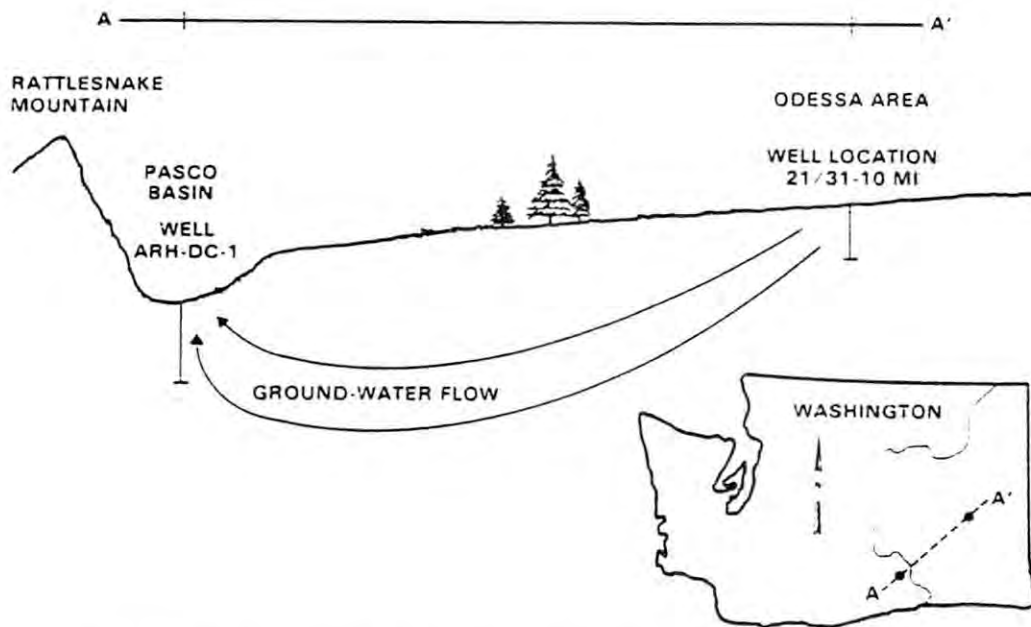 A
A'
RATTLESNAKE
MOUNTAIN
ODESSA AREA
PASCO
BASIN
WELL LOCATION
21/31-10 MI
WELL
ARH-DC-1
GROUND-WATER FLOW
WASHINGTON
A'
A